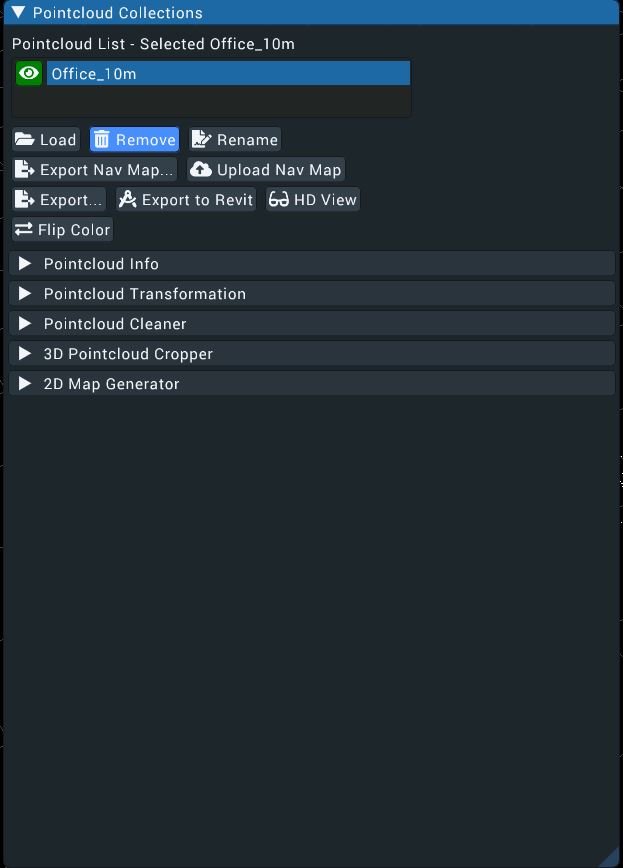 Pointcloud Collections
Pointcloud List - Selected Office_10m
Office_10m
Load Remove Rename
Export Nav Map... Upload Nav Map
Export... Export to Revit HD View
Flip Color
Pointcloud Info
Pointcloud Transformation
Pointcloud Cleaner
3D Pointcloud Cropper
2D Map Generator